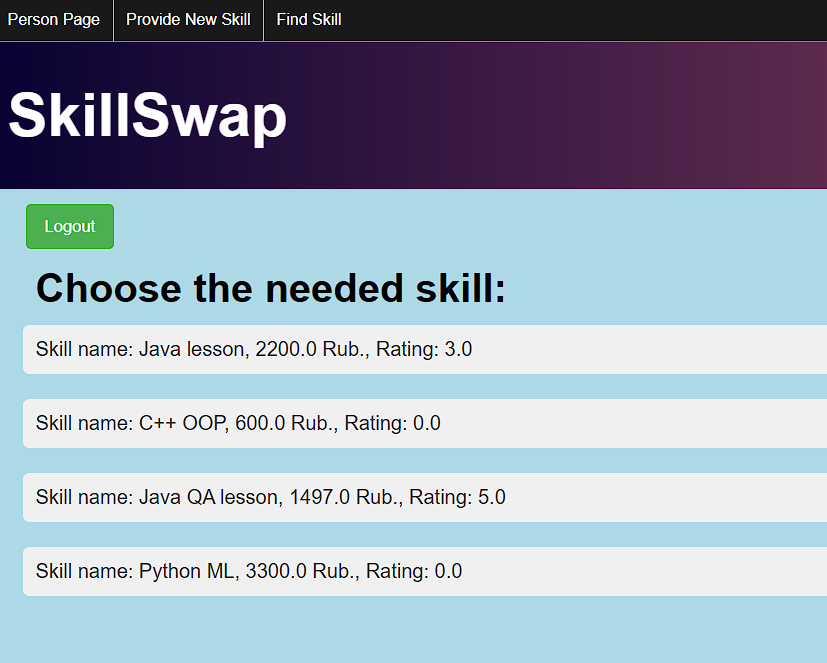 Person Page Provide New Skill Find Skill
SkillSwap
Logout
Choose the needed skill:
Skill name: Java lesson, 2200.0 Rub., Rating: 3.0
Skill name: C++ OOP, 600.0 Rub., Rating: 0.0
Skill name: Java QA lesson, 1497.0 Rub., Rating: 5.0
Skill name: Python ML, 3300.0 Rub., Rating: 0.0